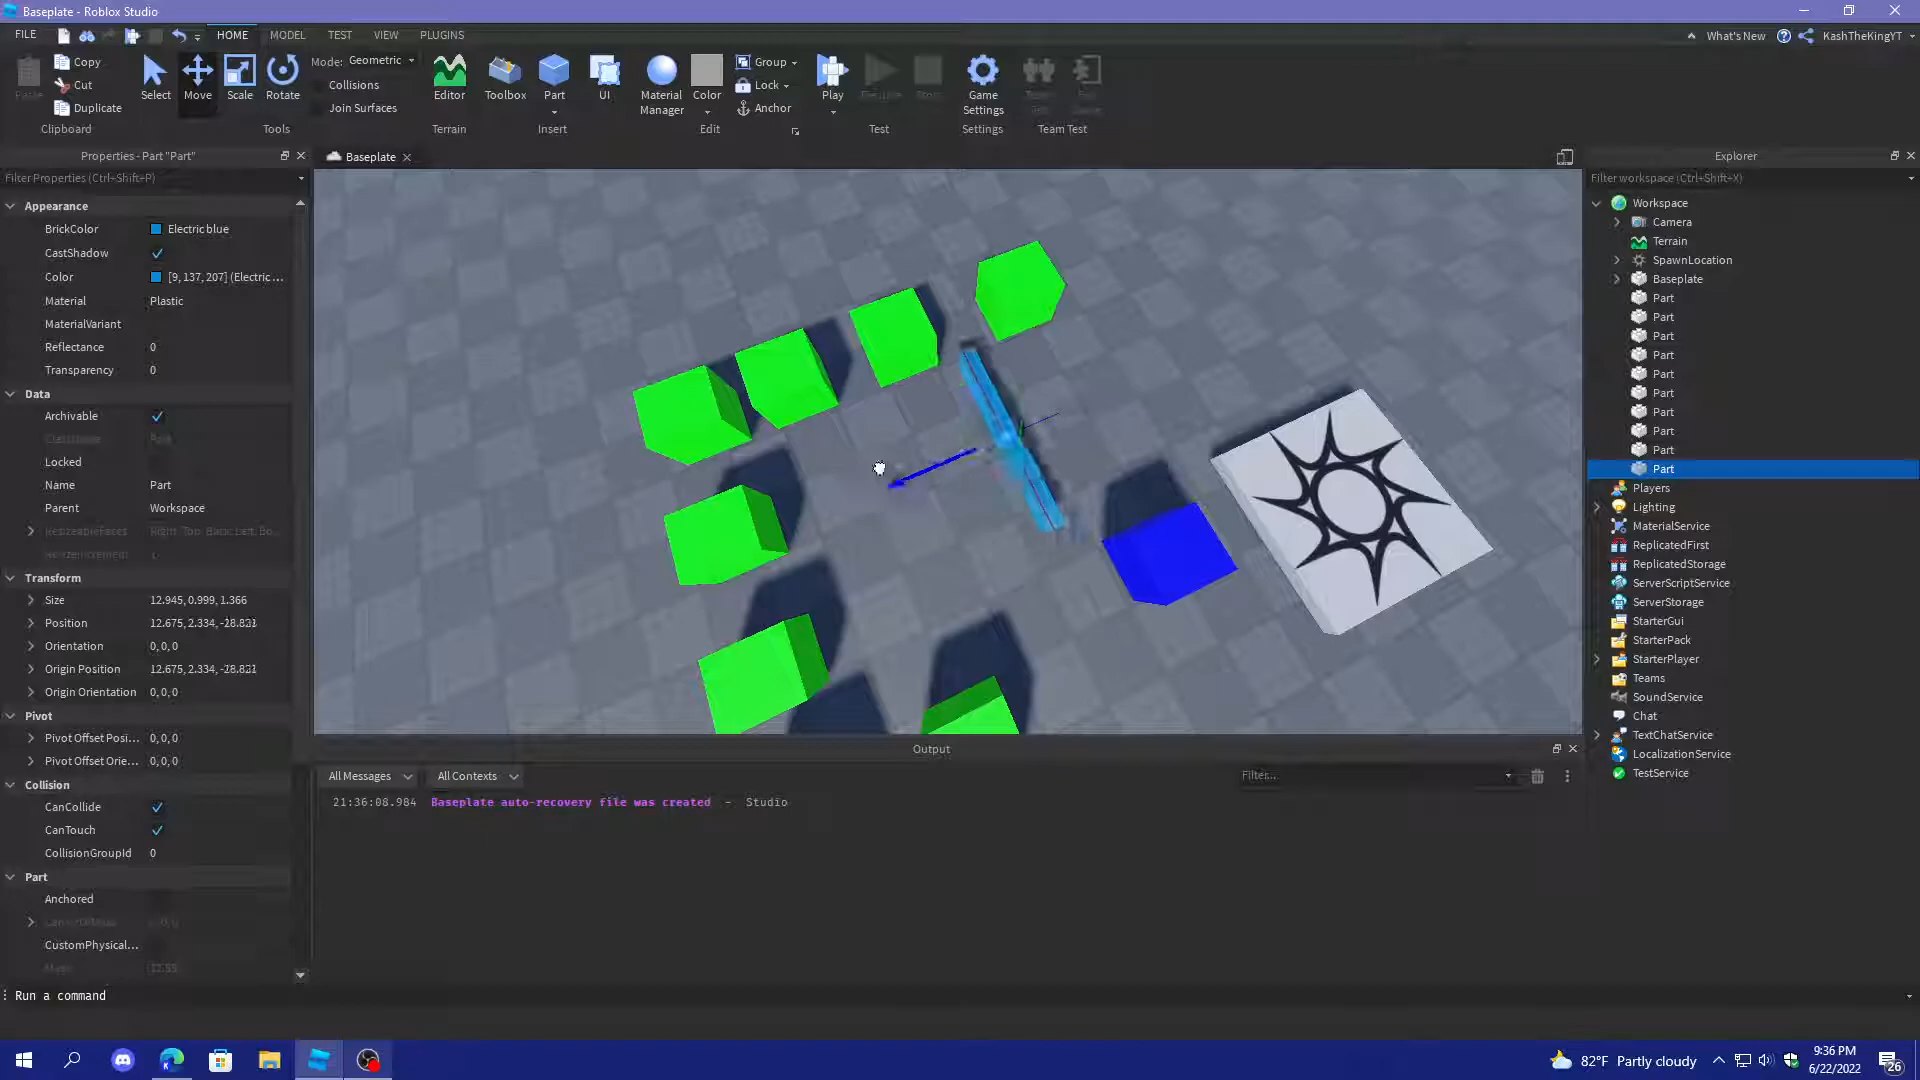 Baseplate - Roblox Studio
FILE HOME MODEL TEST VIEW PLUGINS What's New KashTheKingYT
Copy
Cut
Duplicate
Clipboard
Select Move Scale Rotate
Mode: Geometric
Collisions
Join Surfaces
Tools
Editor
Terrain
Toolbox Part UI
Insert
Material Manager Color
Group
Lock
Anchor
Edit
Play
Test
Game Settings
Settings
Team Test
Properties - Part "Part"
Filter Properties (Ctrl+Shift+P)
Appearance
BrickColor Electric blue
CastShadow
Color [9, 137, 207] (Electric ...
Material Plastic
MaterialVariant
Reflectance 0
Transparency 0
Data
Archivable
Locked
Name Part
Parent Workspace
Transform
Size 12.945, 0.999, 1.366
Position 12.675, 2.334, -28.821
Orientation 0, 0, 0
Origin Position 12.675, 2.334, -28.821
Origin Orientation 0, 0, 0
Pivot
Pivot Offset Posi... 0, 0, 0
Pivot Offset Orie... 0, 0, 0
Collision
CanCollide
CanTouch
CollisionGroupId 0
Part
Anchored
CustomPhysical...
Baseplate
Output
All Messages All Contexts Filter...
21:36:08.984 Baseplate auto-recovery file was created - Studio
Explorer
Filter workspace (Ctrl+Shift+X)
Workspace
Camera
Terrain
SpawnLocation
Baseplate
Part
Part
Part
Part
Part
Part
Part
Part
Part
Part
Players
Lighting
MaterialService
ReplicatedFirst
ReplicatedStorage
ServerScriptService
ServerStorage
StarterGui
StarterPack
StarterPlayer
Teams
SoundService
Chat
TextChatService
LocalizationService
TestService
Run a command
82°F Partly cloudy
9:36 PM
6/22/2022
26